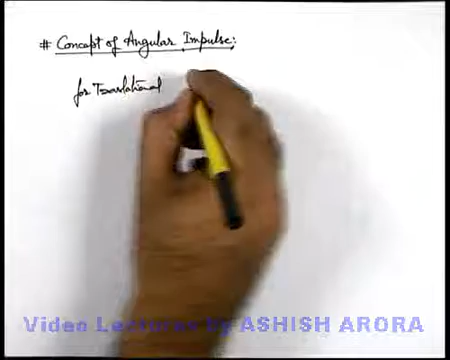 # Concept of Angular Impulse:
for Translational
Video Lectures by ASHISH ARORA